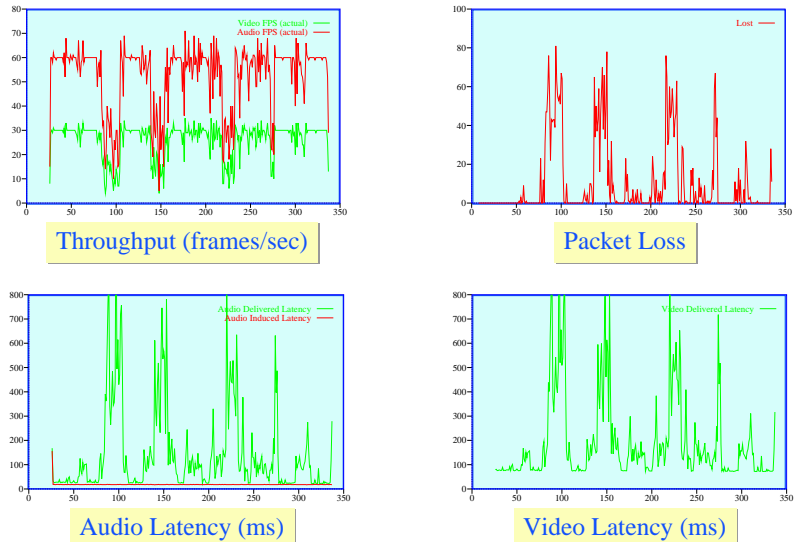 80
70
60
50
40
30
20
10
0
0 50 100 150 200 250 300 350
Video FPS (actual)
Audio FPS (actual)
Throughput (frames/sec)
100
80
60
40
20
0
0 50 100 150 200 250 300 350
Lost
Packet Loss
800
700
600
500
400
300
200
100
0
0 50 100 150 200 250 300 350
Audio Delivered Latency
Audio Induced Latency
Audio Latency (ms)
800
700
600
500
400
300
200
100
0
0 50 100 150 200 250 300 350
Video Delivered Latency
Video Latency (ms)